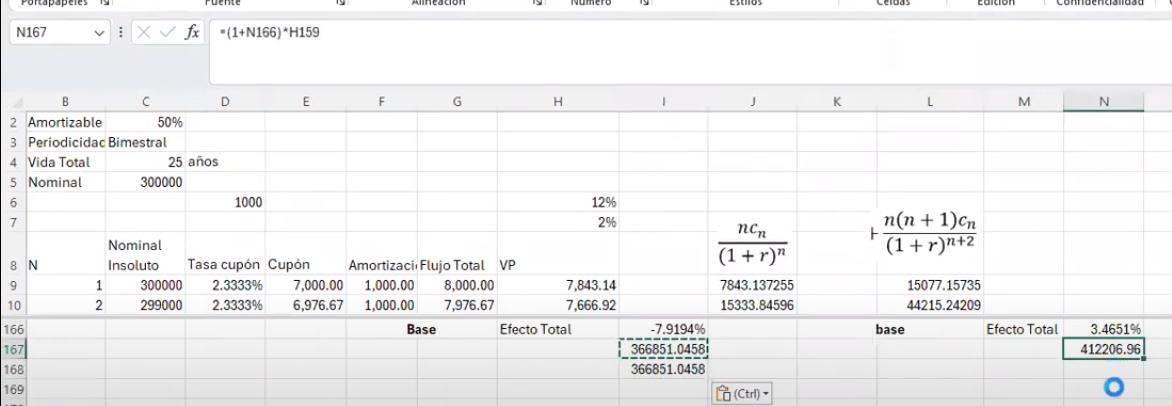 Portapapeles Fuente Alineación Número Estilos Celdas Edición Confidencialidad
N167 fx =(1+N166)*H159
B C D E F G H I J K L M N
2 Amortizable 50%
3 Periodicidac Bimestral
4 Vida Total 25 años
5 Nominal 300000
6 1000 12%
7 2%
nc_n / (1 + r)^n
+ n(n + 1)c_n / (1 + r)^{n+2}
Nominal
8 N Insoluto Tasa cupón Cupón Amortizaci Flujo Total VP
9 1 300000 2.3333% 7,000.00 1,000.00 8,000.00 7,843.14 7843.137255 15077.15735
10 2 299000 2.3333% 6,976.67 1,000.00 7,976.67 7,666.92 15333.84596 44215.24209
166 Base Efecto Total -7.9194% base Efecto Total 3.4651%
167 366851.0458 412206.96
168 366851.0458
169 (Ctrl)